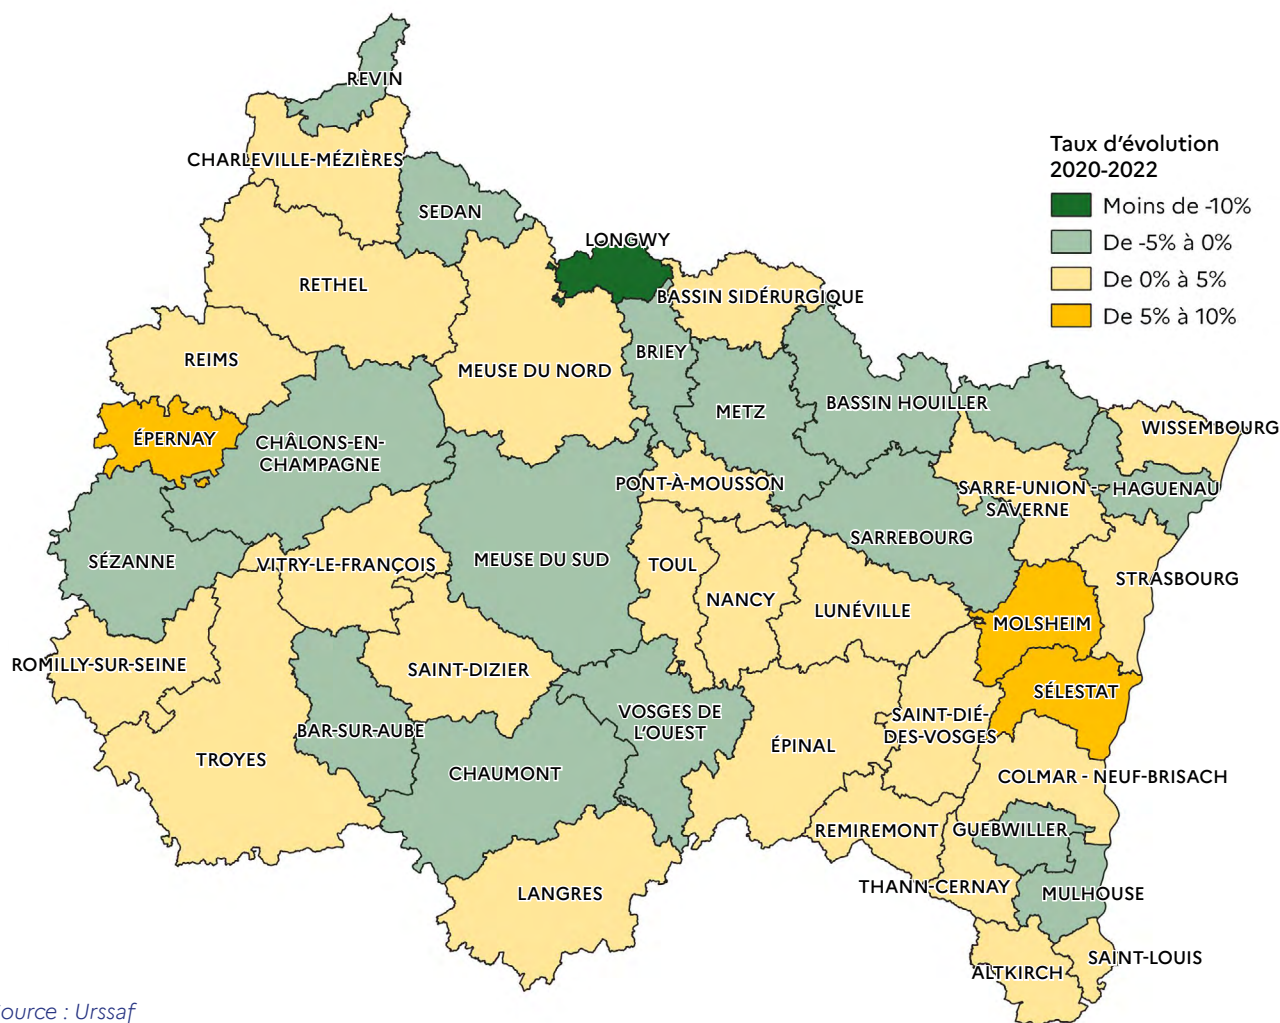 REVIN
CHARLEVILLE-MÉZIÈRES
Taux d'évolution
2020-2022
Moins de -10%
De -5% à 0%
De 0% à 5%
De 5% à 10%
SEDAN
LONGWY
RETHEL
BASSIN SIDÉRURGIQUE
REIMS
BRIEY
MEUSE DU NORD
METZ
BASSIN HOUILLER
WISSEMBOURG
ÉPERNAY
CHÂLONS-EN-
CHAMPAGNE
PONT-À-MOUSSON
SARRE-UNION -
SAVERNE
HAGUENAU
SARREBOURG
SÉZANNE
VITRY-LE-FRANÇOIS
MEUSE DU SUD
TOUL
NANCY
LUNÉVILLE
STRASBOURG
MOLSHEIM
ROMILLY-SUR-SEINE
SAINT-DIZIER
SÉLESTAT
BAR-SUR-AUBE
VOSGES DE
L'OUEST
SAINT-DIÉ-
DES-VOSGES
TROYES
ÉPINAL
CHAUMONT
COLMAR - NEUF-BRISACH
REMIREMONT
GUEBWILLER
LANGRES
THANN-CERNAY
MULHOUSE
ALTKIRCH
SAINT-LOUIS
ource : Urssaf